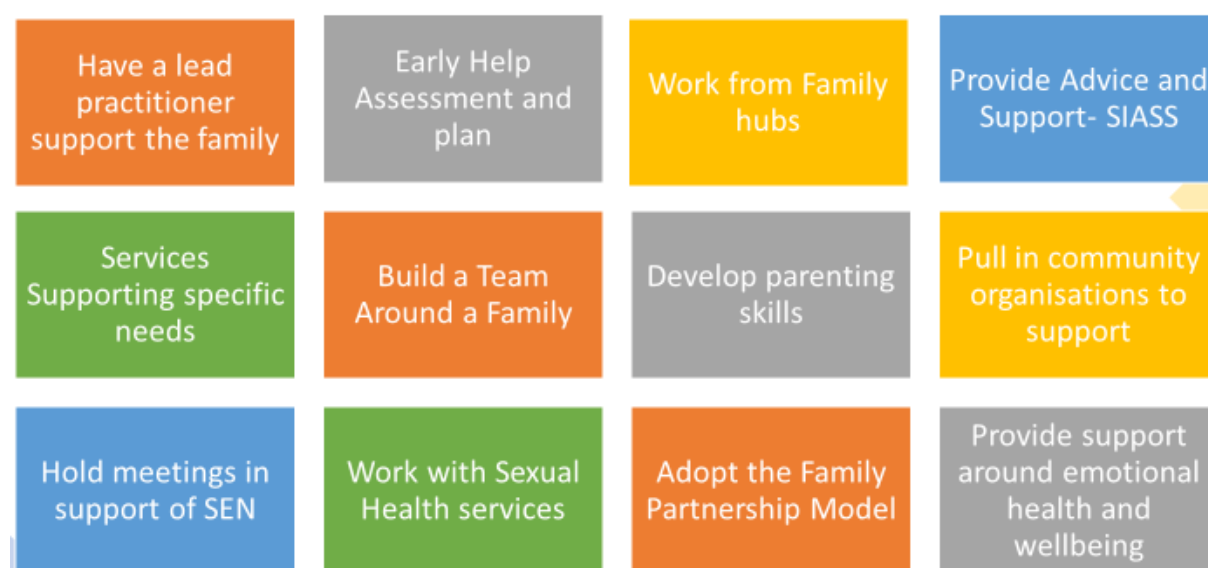 Have a lead
practitioner
support the family
Early Help
Assessment and
plan
Work from Family
hubs
Provide Advice and
Support- SIASS
Services
Supporting specific
needs
Build a Team
Around a Family
Develop parenting
skills
Pull in community
organisations to
support
Hold meetings in
support of SEN
Work with Sexual
Health services
Adopt the Family
Partnership Model
Provide support
around emotional
health and
wellbeing